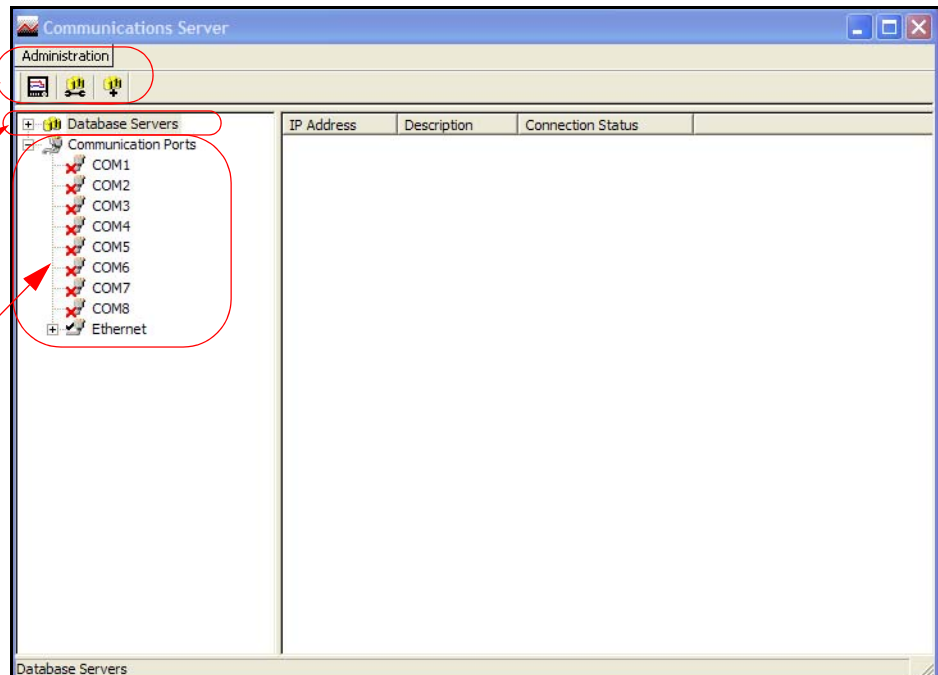 Communications Server
Administration
Database Servers
IP Address Description Connection Status
Communication Ports
COM1
COM2
COM3
COM4
COM5
COM6
COM7
COM8
Ethernet
Database Servers